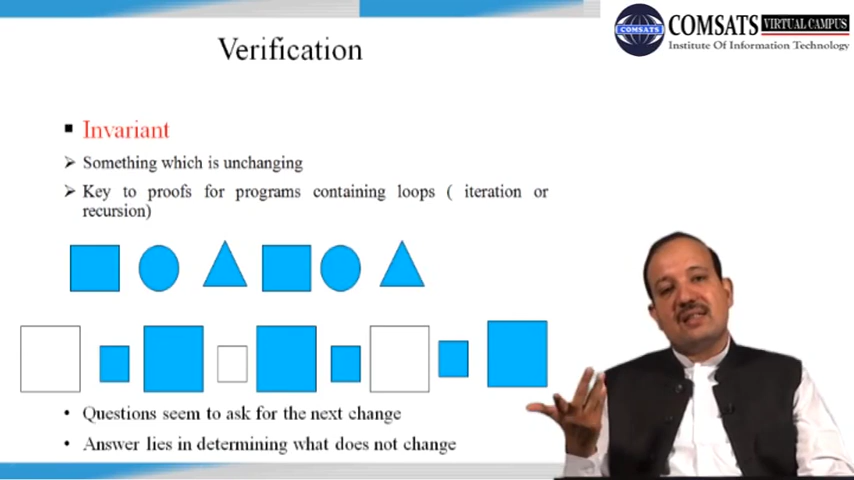 Verification
COMSATS VIRTUAL CAMPUS
COMSATS
Institute Of Information Technology
Invariant
Something which is unchanging
Key to proofs for programs containing loops ( iteration or
recursion)
• Questions seem to ask for the next change
• Answer lies in determining what does not change